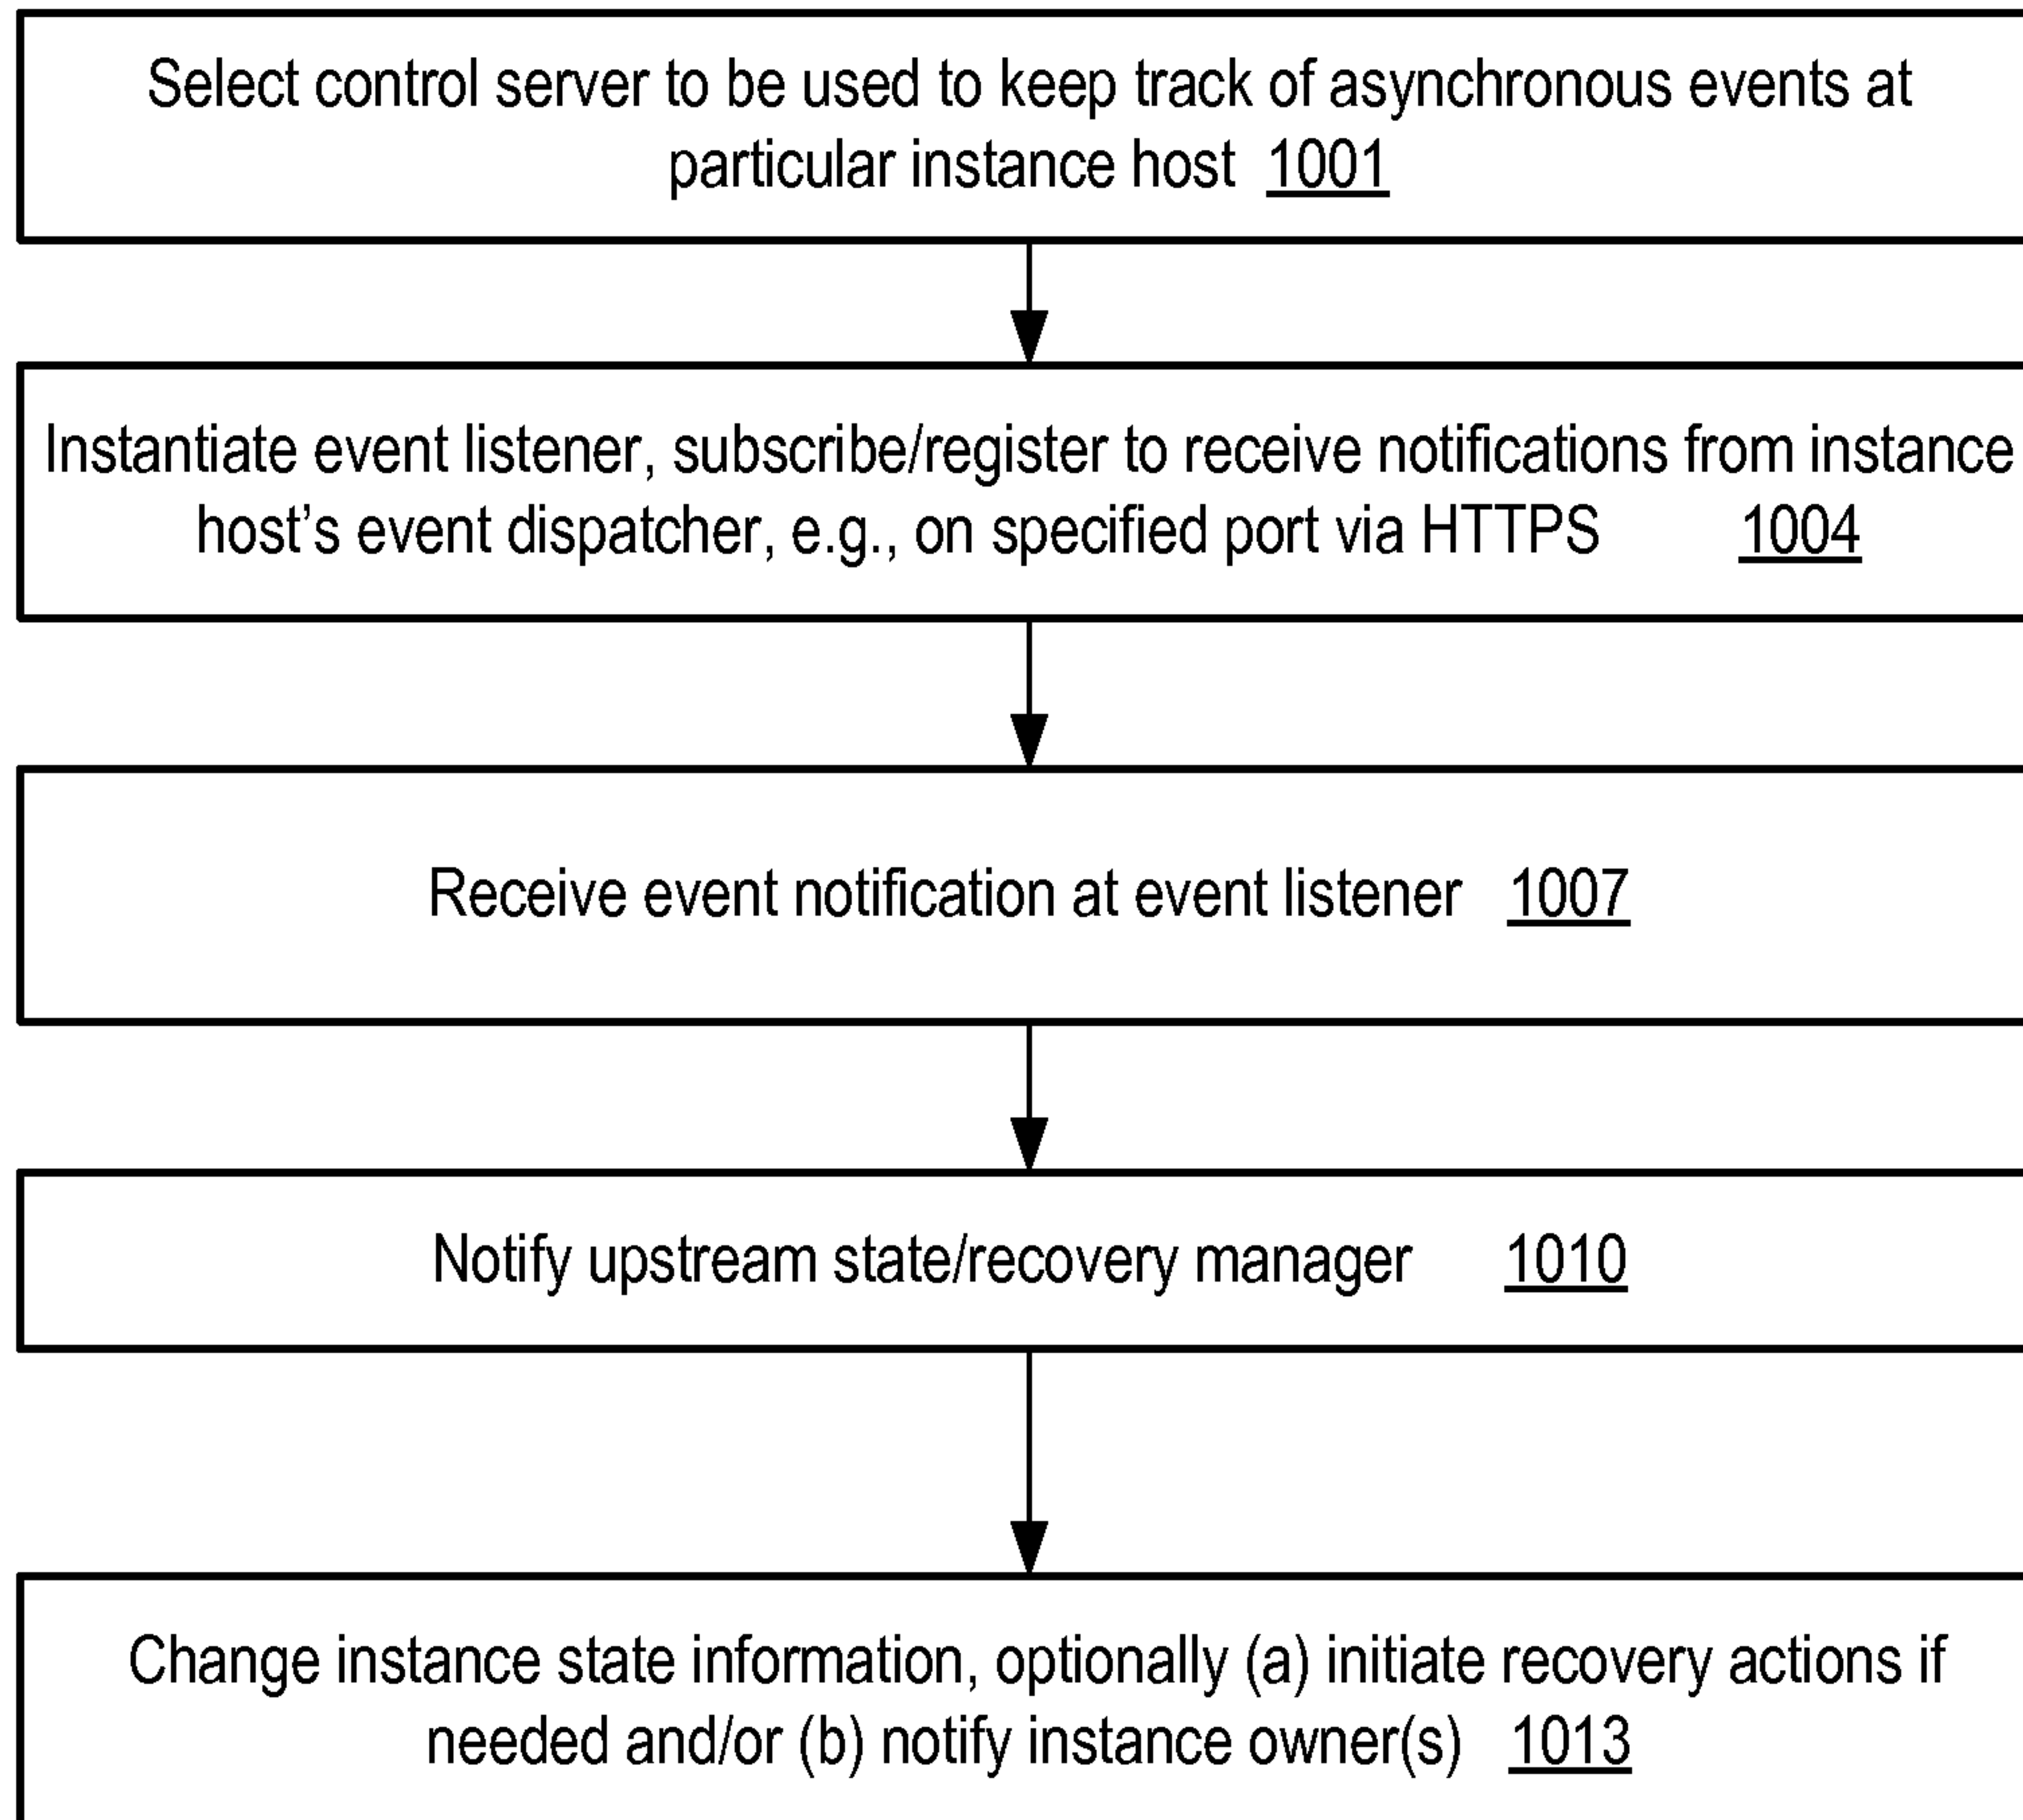 Select control server to be used to keep track of asynchronous events at
particular instance host 1001
Instantiate event listener, subscribe/register to receive notifications from instance
host’s event dispatcher, e.g., on specified port via HTTPS 1004
Receive event notification at event listener 1007
Notify upstream state/recovery manager 1010
Change instance state information, optionally (a) initiate recovery actions if
needed and/or (b) notify instance owner(s) 1013